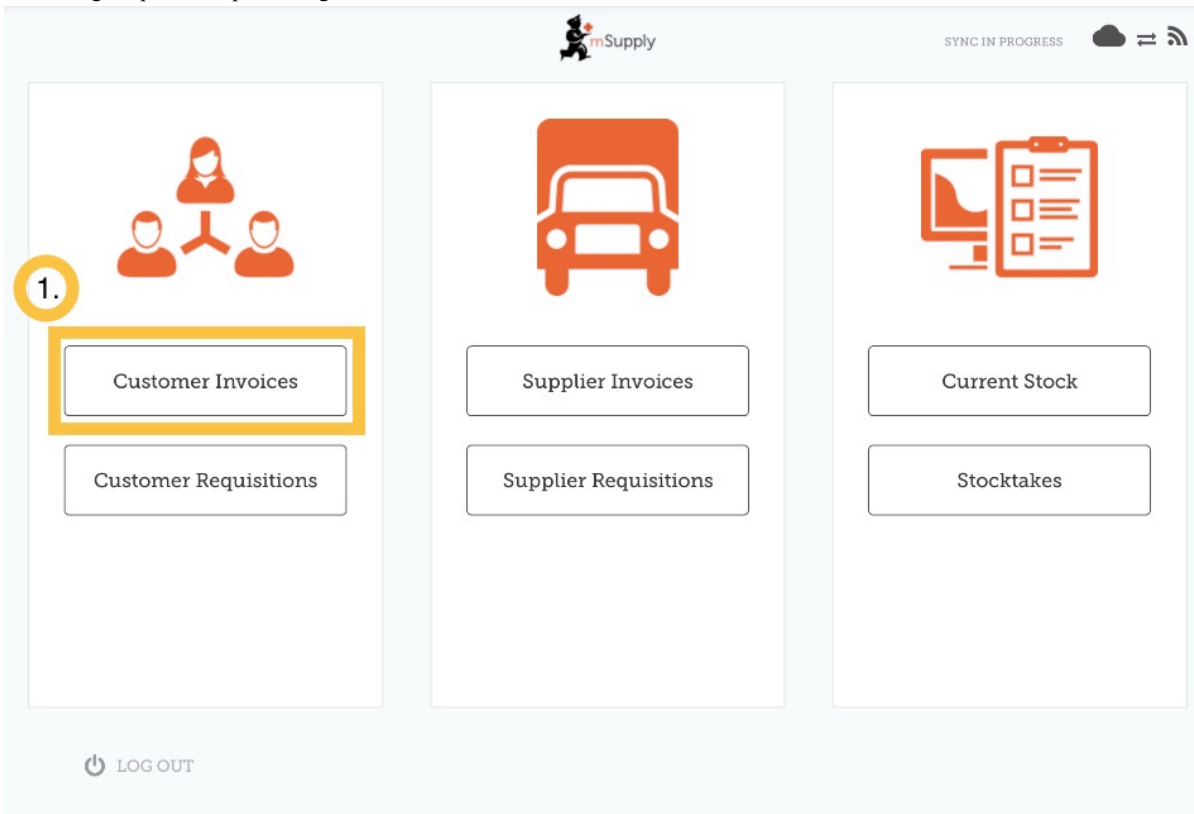 mSupply
SYNC IN PROGRESS
1.
Customer Invoices
Customer Requisitions
Supplier Invoices
Supplier Requisitions
Current Stock
Stocktakes
LOG OUT